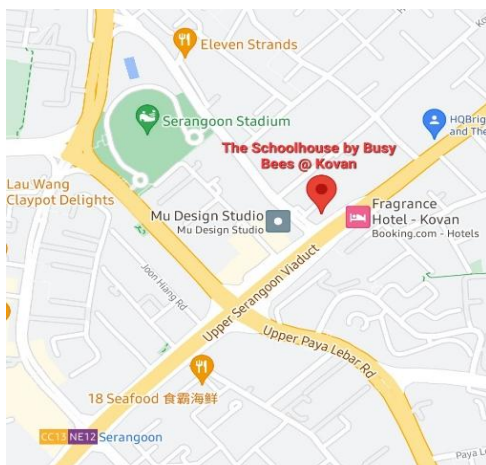 Eleven Strands
Serangoon Stadium
HQBrig
and The
The Schoolhouse by Busy
Bees @ Kovan
Lau Wang
Claypot Delights
Mu Design Studio
Mu Design Studio
Fragrance
Hotel - Kovan
Booking.com - Hotels
Joon Hiang Rd
Upper Serangoon Viaduct
Upper Paya Lebar Rd
18 Seafood 食霸海鲜
CC13 NE12 Serangoon
Paya Le